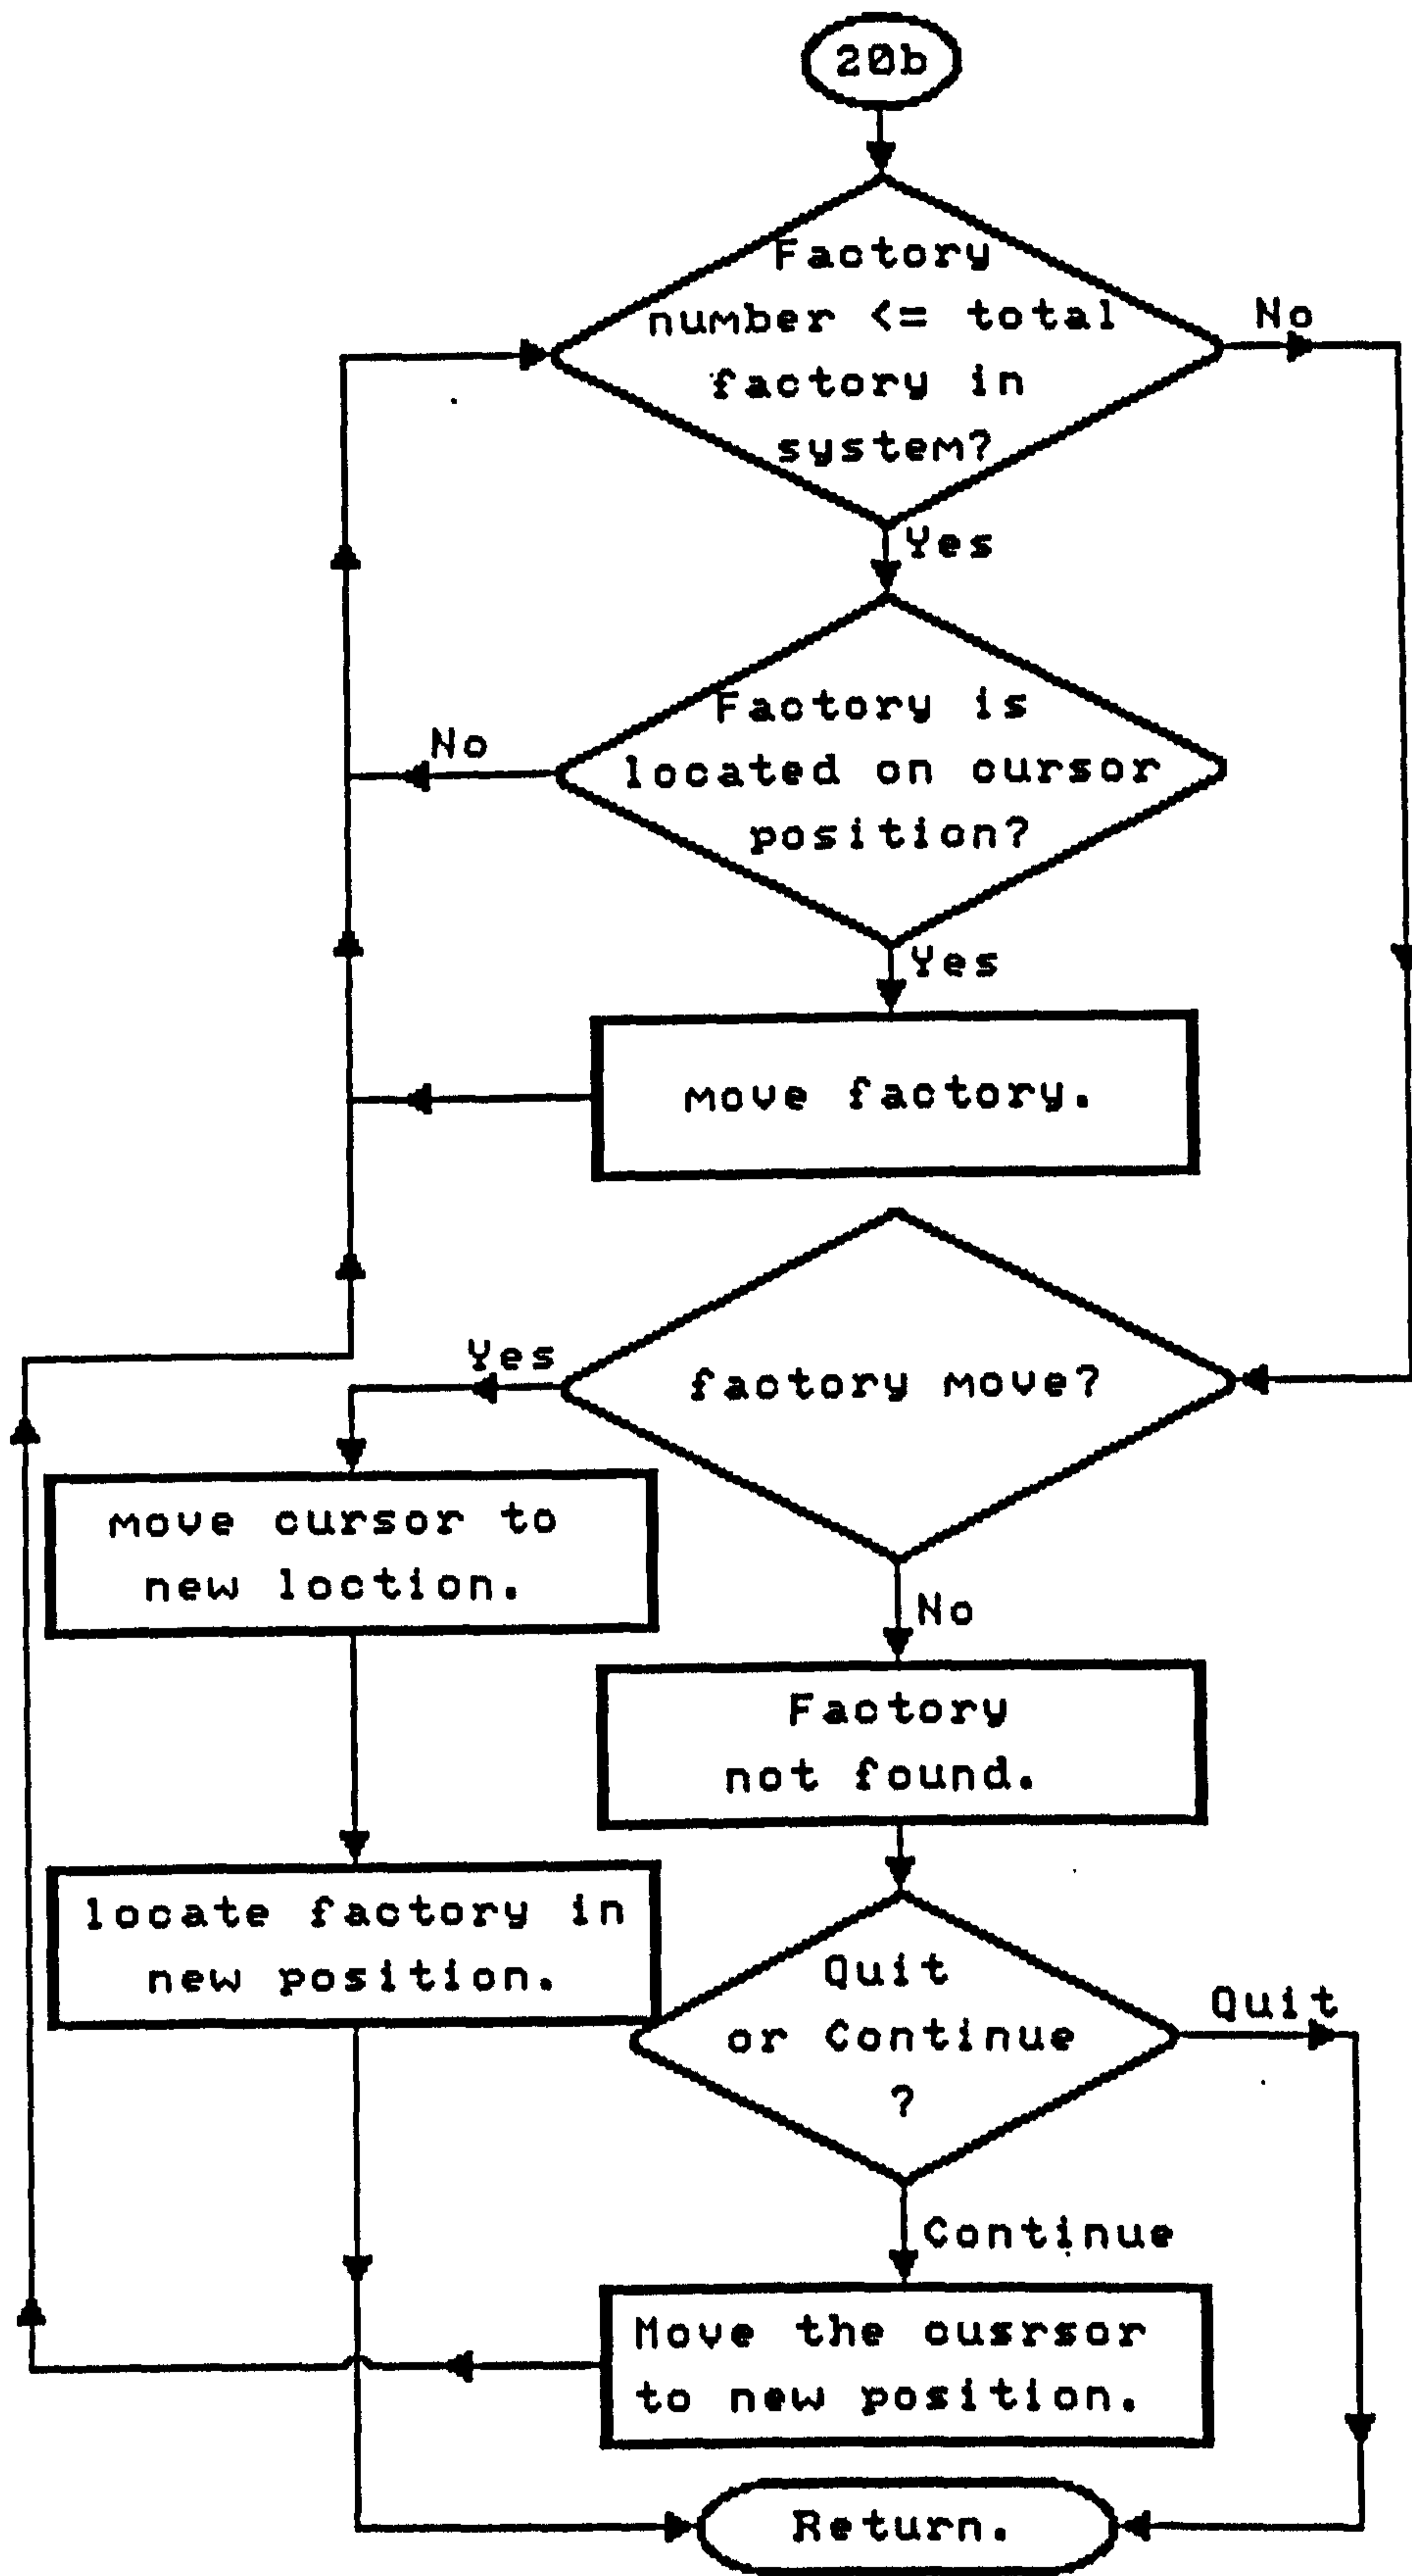 20b
Factory
number <= total
factory in
system?
No
Yes
Factory is
located on cursor
position?
No
Yes
move factory.
Yes
factory move?
move cursor to
new loction.
No
Factory
not found.
locate factory in
new position.
Quit
or Continue
?
Quit
Continue
Move the cusrsor
to new position.
Return.